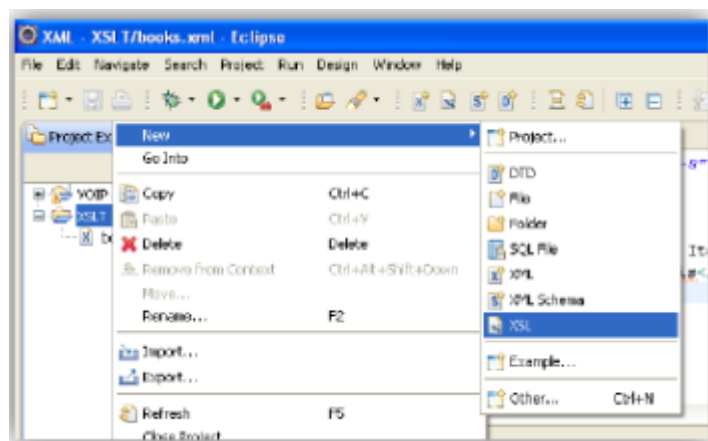 XML - XSLT/books.xml - Eclipse
File Edit Navigate Search Project Run Design Window Help
Project Ex
New
Project...
Go Into
DTD
VOIP
Copy Ctrl+C
File
XSLT
Paste Ctrl+V
Folder
Delete Delete
SQL File
Remove from Context Ctrl+Alt+Shift+Down
XML
Move...
XML Schema
Rename... F2
XSL
Import...
Example...
Export...
Other... Ctrl+N
Refresh F5
Close Project